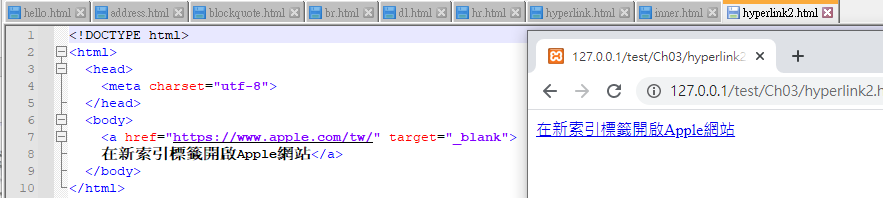 hello.html address.html blockquote.html br.html dl.html hr.html hyperlink.html inner.html hyperlink2.html
1 <!DOCTYPE html>
2 <html>
3 <head>
4 <meta charset="utf-8">
5 </head>
6 <body>
7 <a href="https://www.apple.com/tw/" target="_blank">
8 在新索引標籤開啟Apple網站</a>
9 </body>
10 </html>
127.0.0.1/test/Ch03/hyperlink2
127.0.0.1/test/Ch03/hyperlink2.h
在新索引標籤開啟Apple網站